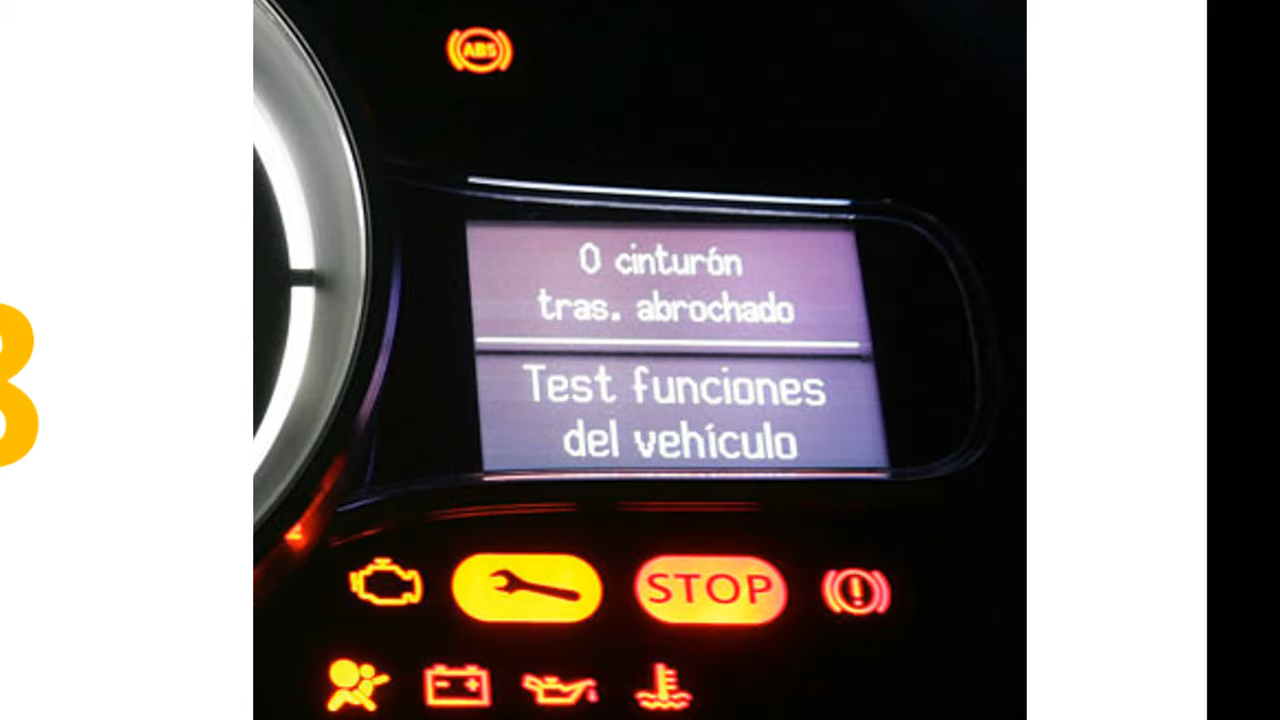 ABS
0 cinturón
tras. abrochado
Test funciones
del vehículo
STOP